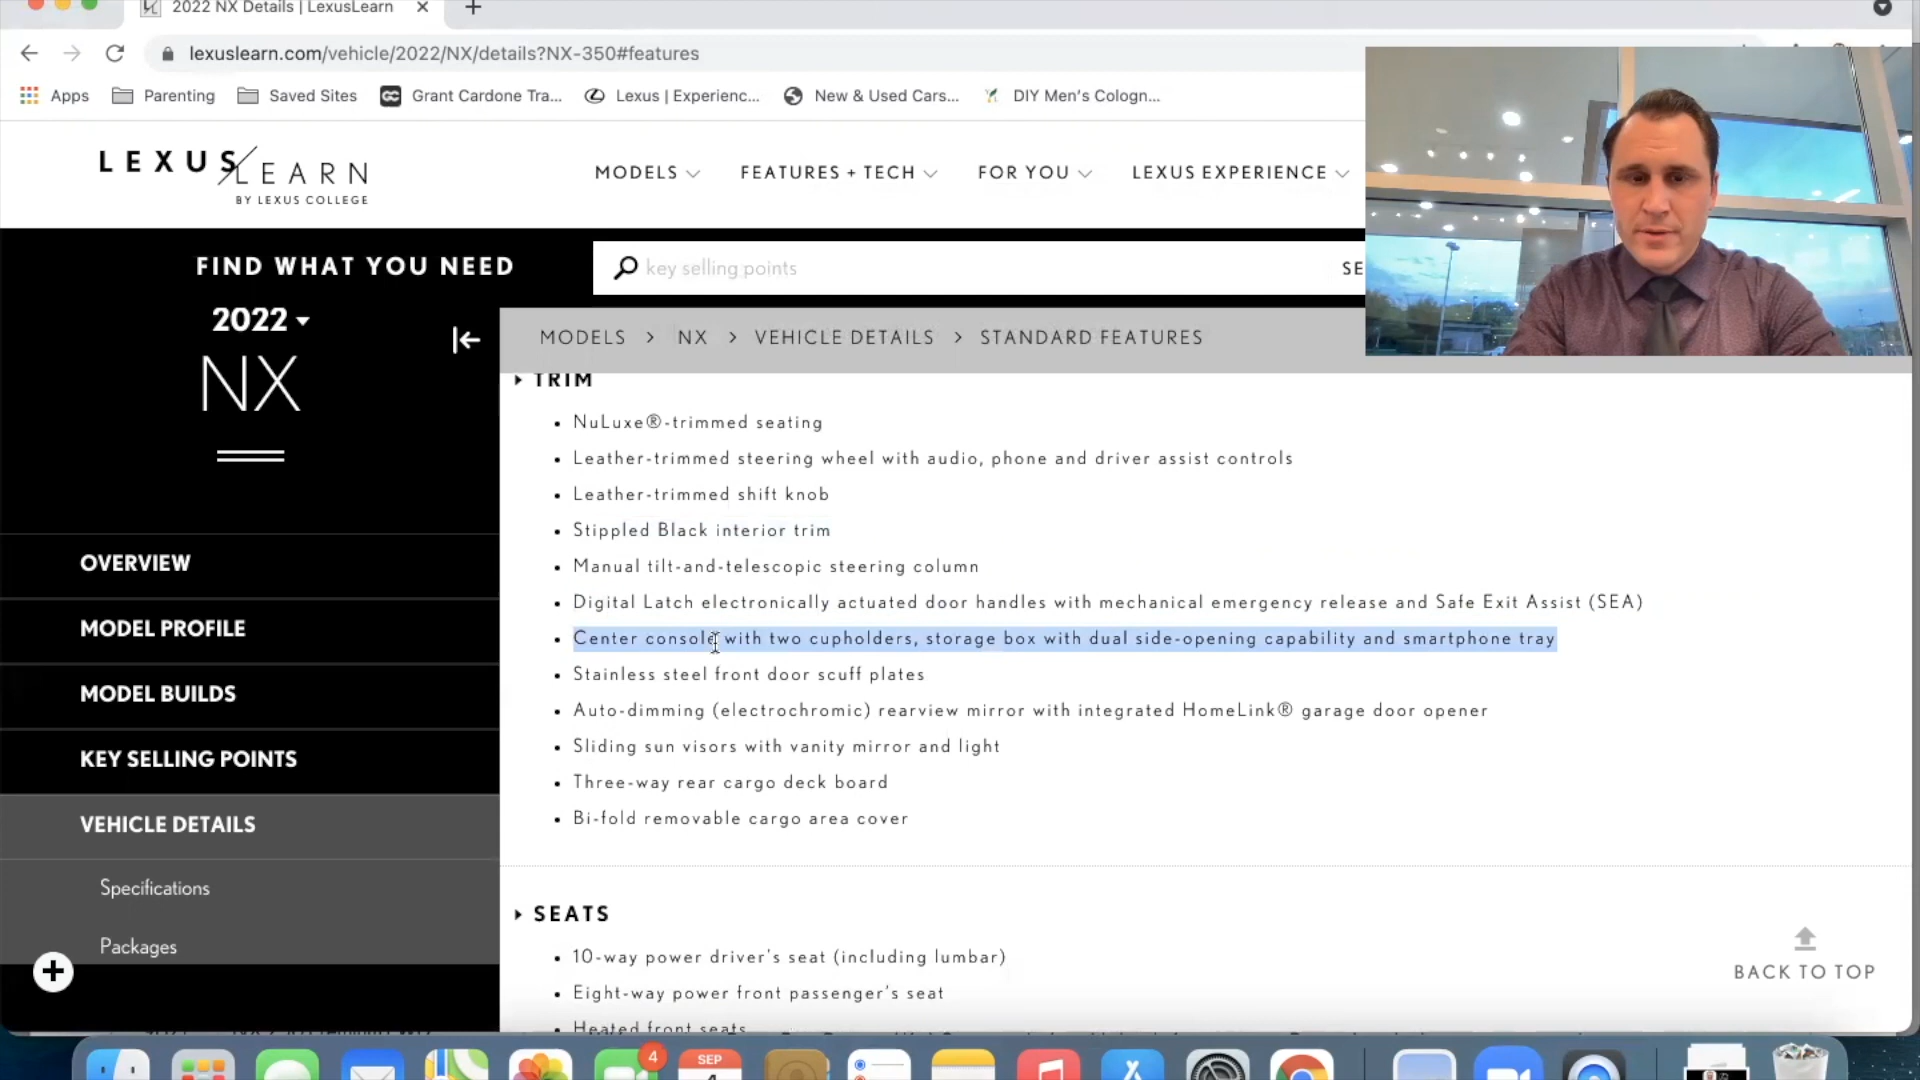 2022 NX Details | LexusLearn
lexuslearn.com/vehicle/2022/NX/details?NX-350#features
Apps Parenting Saved Sites Grant Cardone Tra... Lexus | Experienc... New & Used Cars... DIY Men's Cologn...
LEXUS LEARN
BY LEXUS COLLEGE
MODELS FEATURES + TECH FOR YOU LEXUS EXPERIENCE
FIND WHAT YOU NEED
key selling points SE
2022
NX
MODELS > NX > VEHICLE DETAILS > STANDARD FEATURES
TRIM
• NuLuxe®-trimmed seating
• Leather-trimmed steering wheel with audio, phone and driver assist controls
• Leather-trimmed shift knob
• Stippled Black interior trim
• Manual tilt-and-telescopic steering column
• Digital Latch electronically actuated door handles with mechanical emergency release and Safe Exit Assist (SEA)
• Center console with two cupholders, storage box with dual side-opening capability and smartphone tray
• Stainless steel front door scuff plates
• Auto-dimming (electrochromic) rearview mirror with integrated HomeLink® garage door opener
• Sliding sun visors with vanity mirror and light
• Three-way rear cargo deck board
• Bi-fold removable cargo area cover
SEATS
• 10-way power driver's seat (including lumbar)
• Eight-way power front passenger's seat
• Heated front seats
OVERVIEW
MODEL PROFILE
MODEL BUILDS
KEY SELLING POINTS
VEHICLE DETAILS
Specifications
Packages
BACK TO TOP
4
SEP